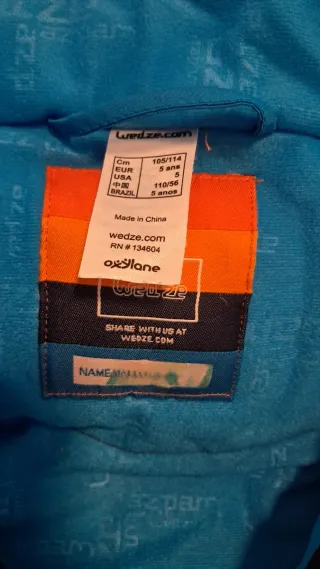 wedze.com
Cm 105/114
EUR 5 ans
USA 5
中国 110/56
BRAZIL 5 anos
Made in China
wedze.com
RN # 134604
oxylane
wedze
SHARE WITH US AT
WEDZE.COM
NAME